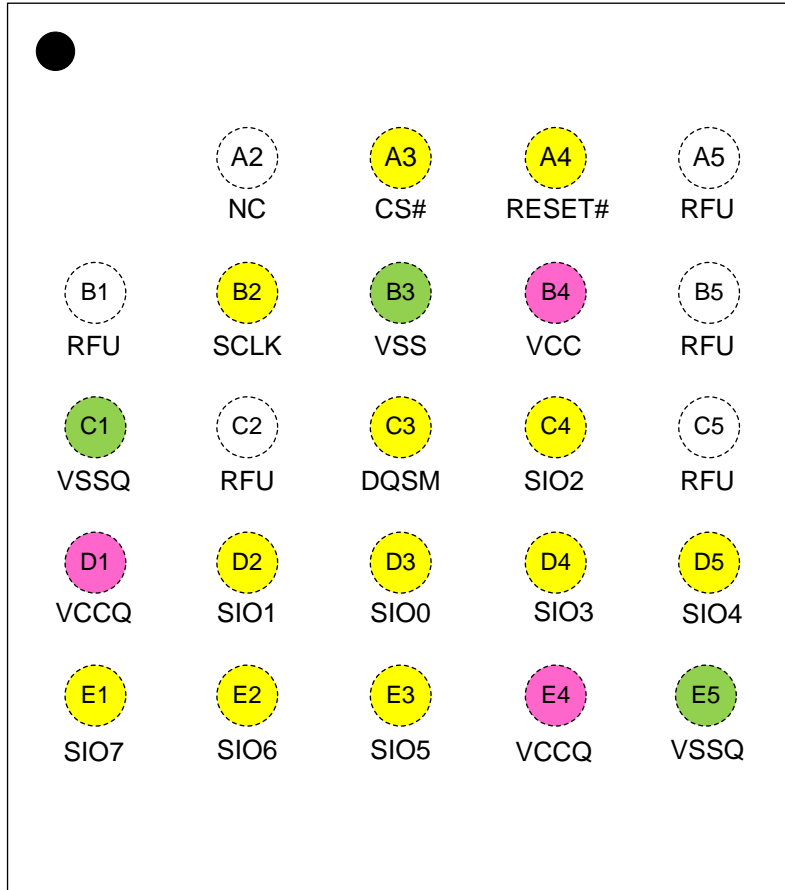 A2 A3 A4 A5
NC CS# RESET# RFU
B1 B2 B3 B4 B5
RFU SCLK VSS VCC RFU
C1 C2 C3 C4 C5
VSSQ RFU DQSM SIO2 RFU
D1 D2 D3 D4 D5
VCCQ SIO1 SIO0 SIO3 SIO4
E1 E2 E3 E4 E5
SIO7 SIO6 SIO5 VCCQ VSSQ